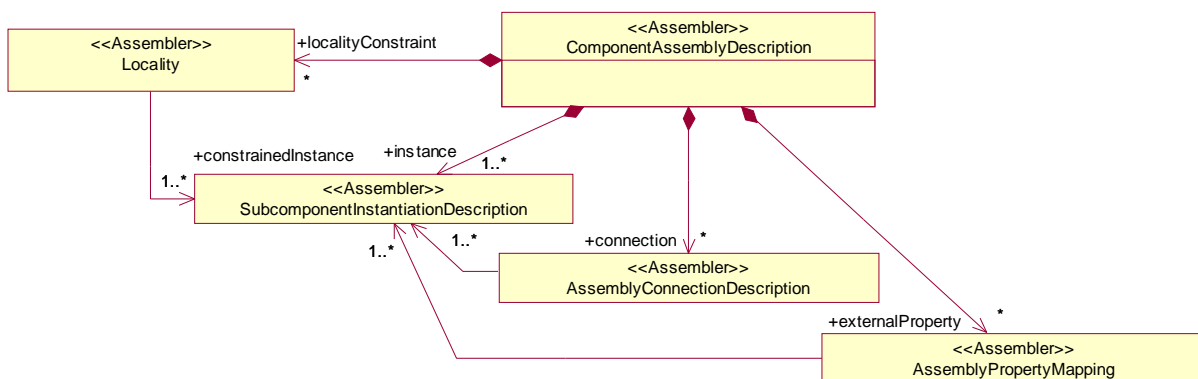 <<Assembler>>
Locality
+localityConstraint
*
<<Assembler>>
ComponentAssemblyDescription
+constrainedInstance
1..*
+instance
1..*
<<Assembler>>
SubcomponentInstantiationDescription
1..*
1..*
+connection
*
<<Assembler>>
AssemblyConnectionDescription
+externalProperty
*
<<Assembler>>
AssemblyPropertyMapping